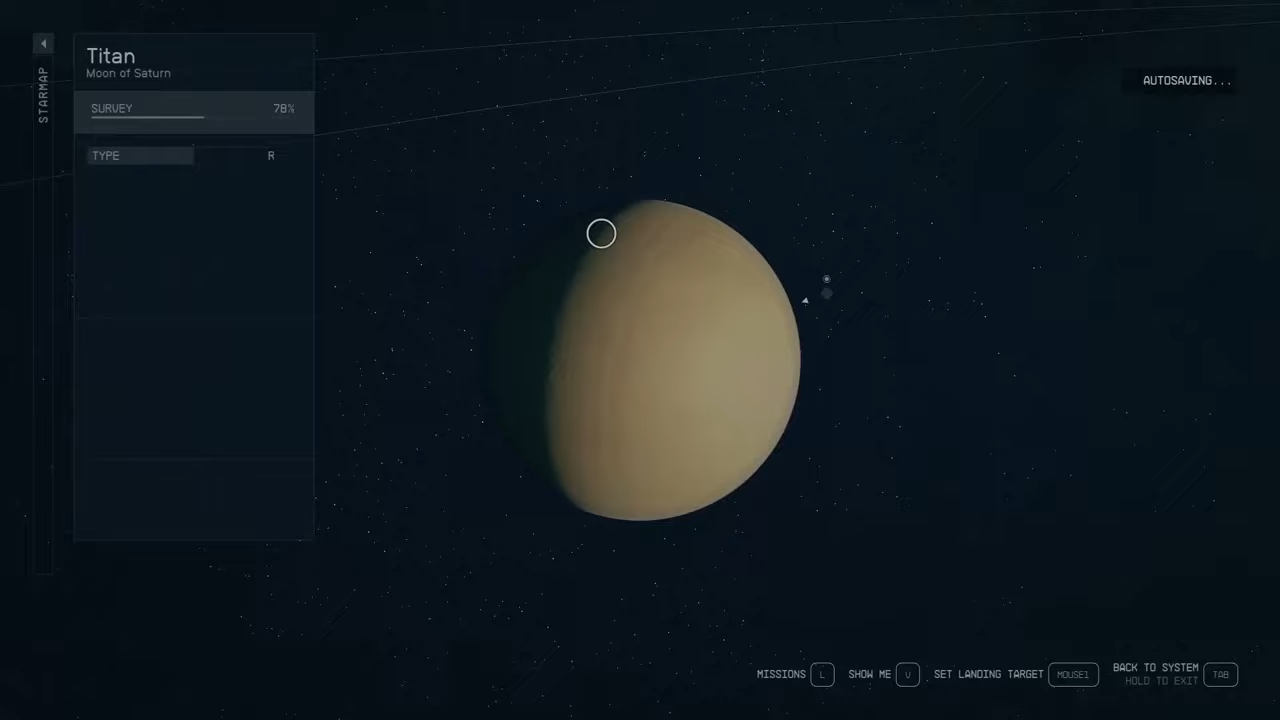 Titan
Moon of Saturn
STARMAP
SURVEY 78%
TYPE R
AUTOSAVING...
MISSIONS L SHOW ME V SET LANDING TARGET MOUSE1 BACK TO SYSTEM TAB
HOLD TO EXIT